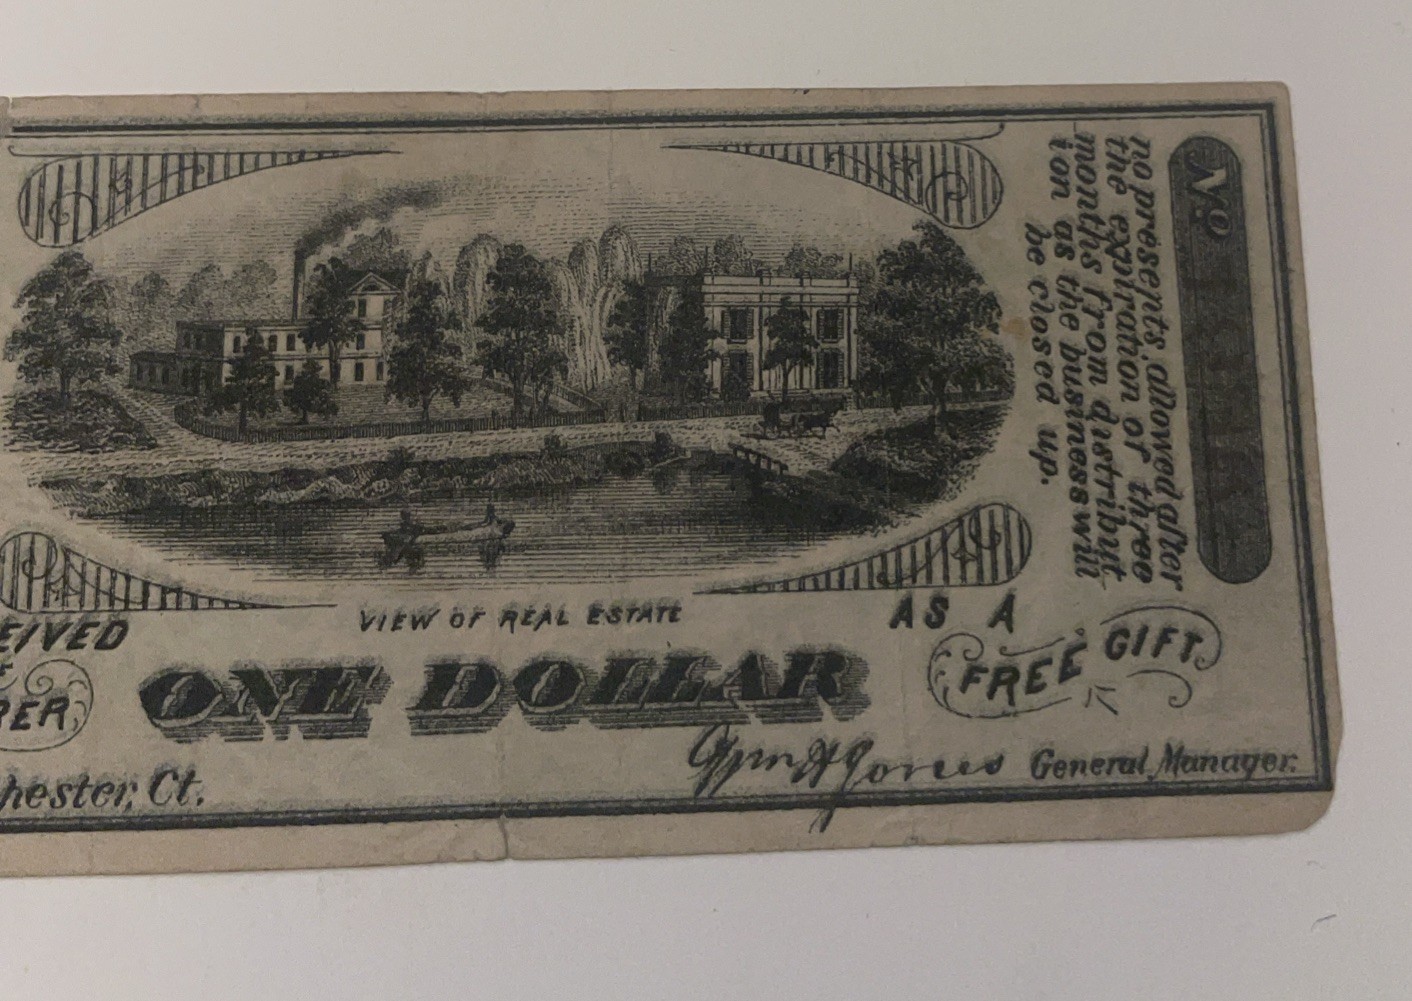 no presents, allowed after
the expiration of three
months from distribut
ion as the business will
be closed up.
No
VIEW OF REAL ESTATE
EIVED
AS A
FREE GIFT
RER
ONE DOLLAR
General Manager.
hester, Ct.